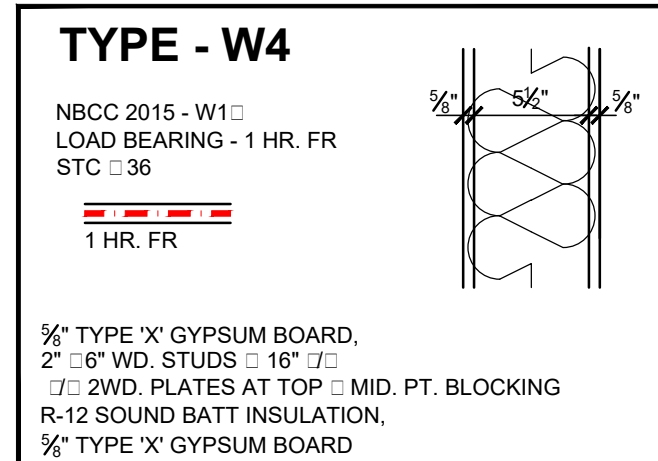 TYPE - W4
NBCC 2015 - W1□
LOAD BEARING - 1 HR. FR
STC □ 36
1 HR. FR
5/8" 5 1/2" 5/8"
5/8" TYPE 'X' GYPSUM BOARD,
2" □6" WD. STUDS □ 16" □/□
□/□ 2WD. PLATES AT TOP □ MID. PT. BLOCKING
R-12 SOUND BATT INSULATION,
5/8" TYPE 'X' GYPSUM BOARD